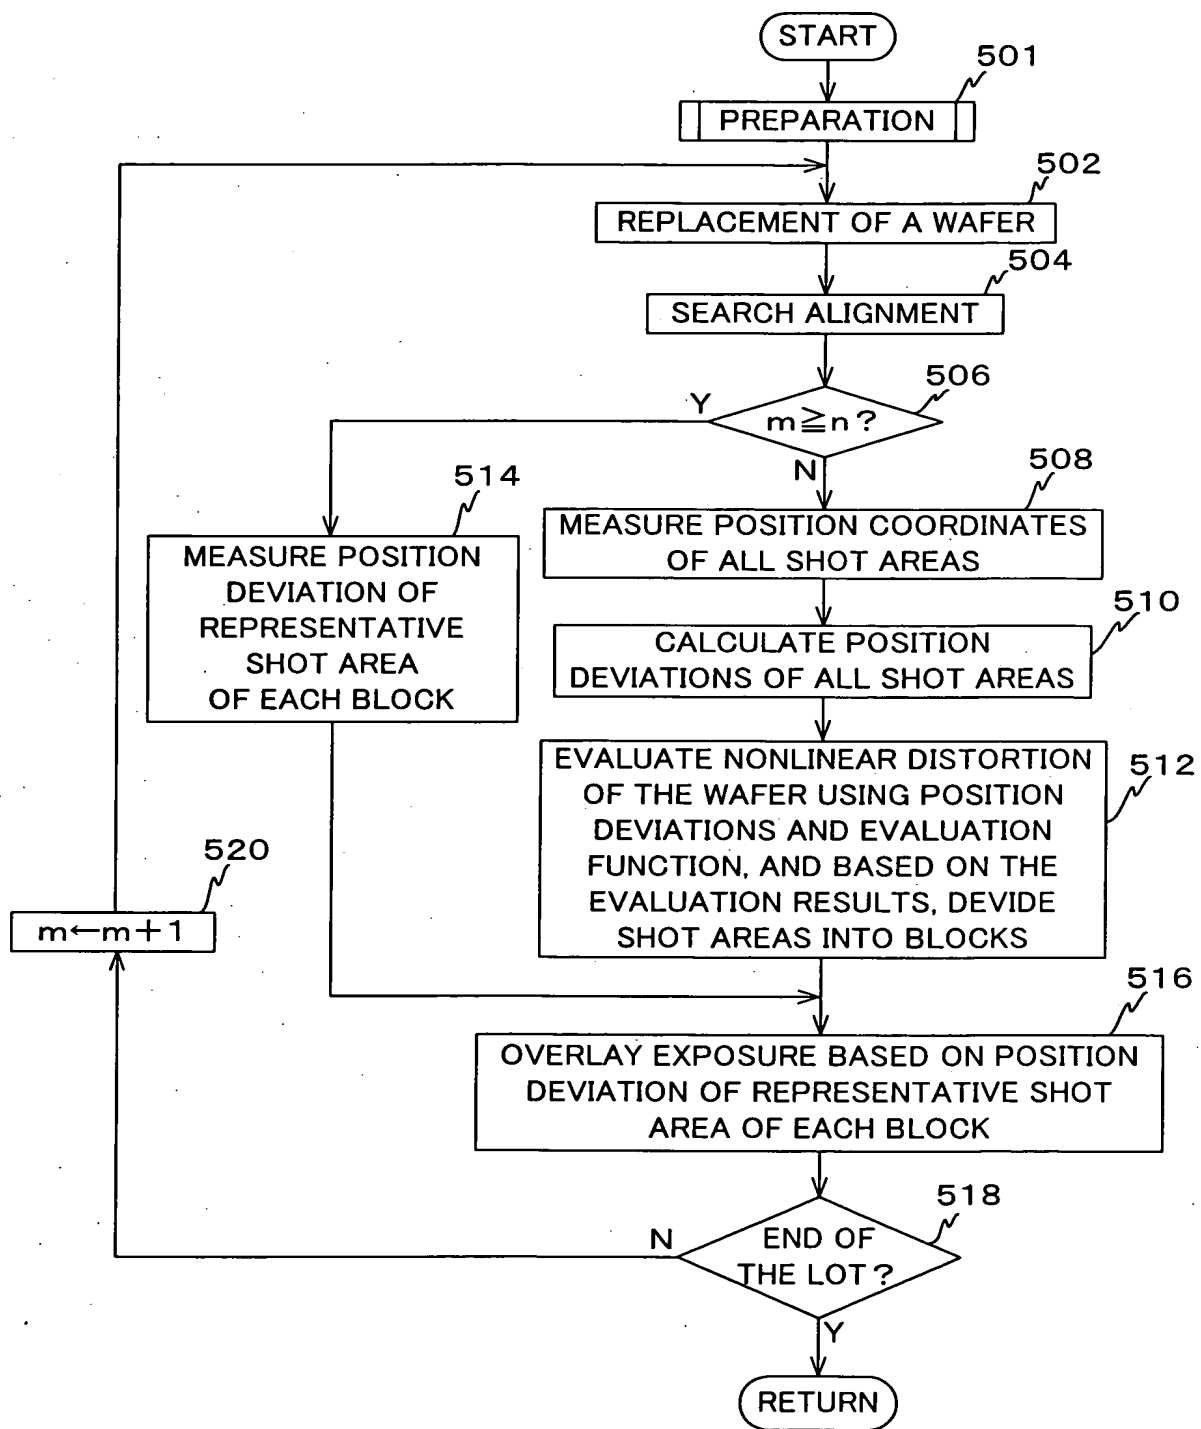 START
501
PREPARATION
502
REPLACEMENT OF A WAFER
504
SEARCH ALIGNMENT
506
Y
m≧n?
N
508
MEASURE POSITION COORDINATES
OF ALL SHOT AREAS
514
MEASURE POSITION
DEVIATION OF
REPRESENTATIVE
SHOT AREA
OF EACH BLOCK
510
CALCULATE POSITION
DEVIATIONS OF ALL SHOT AREAS
512
EVALUATE NONLINEAR DISTORTION
OF THE WAFER USING POSITION
DEVIATIONS AND EVALUATION
FUNCTION, AND BASED ON THE
EVALUATION RESULTS, DEVIDE
SHOT AREAS INTO BLOCKS
520
m←m+1
516
OVERLAY EXPOSURE BASED ON POSITION
DEVIATION OF REPRESENTATIVE SHOT
AREA OF EACH BLOCK
518
N
END OF
THE LOT?
Y
RETURN